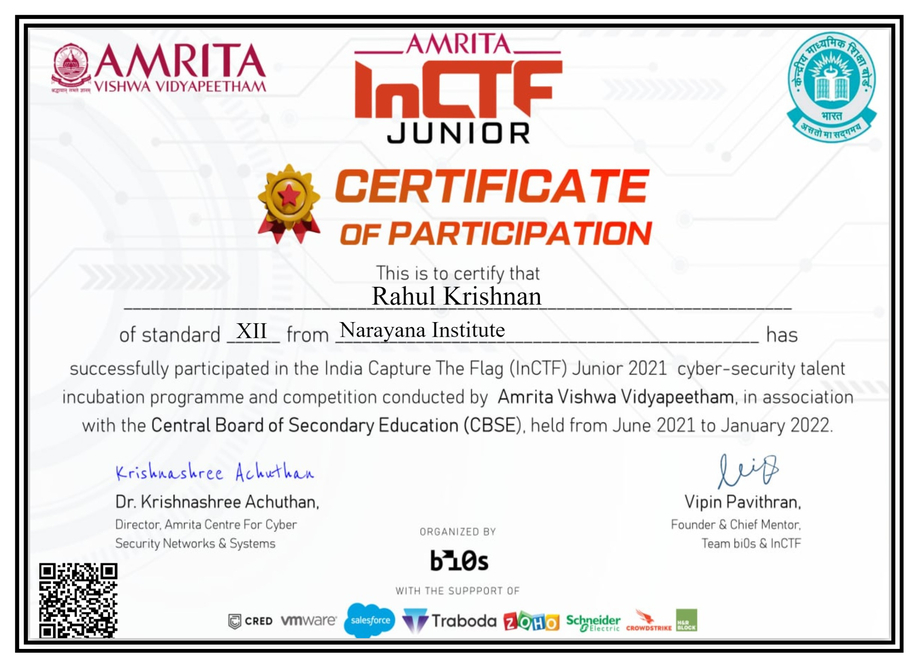 AMRITA
VISHWA VIDYAPEETHAM
AMRITA
InCTF
JUNIOR
केन्द्रीय माध्यमिक शिक्षा बोर्ड
भारत
असतो मा सद्गमय
CERTIFICATE
OF PARTICIPATION
This is to certify that
Rahul Krishnan
of standard XII from Narayana Institute has
successfully participated in the India Capture The Flag (InCTF) Junior 2021 cyber-security talent
incubation programme and competition conducted by Amrita Vishwa Vidyapeetham, in association
with the Central Board of Secondary Education (CBSE), held from June 2021 to January 2022.
Krishnashree Achuthan
Dr. Krishnashree Achuthan,
Director, Amrita Centre For Cyber
Security Networks & Systems
Vipin Pavithran,
Founder & Chief Mentor,
Team bi0s & InCTF
ORGANIZED BY
bi0s
WITH THE SUPPPORT OF
CRED vmware salesforce Traboda ZOHO Schneider Electric CROWDSTRIKE H&R BLOCK